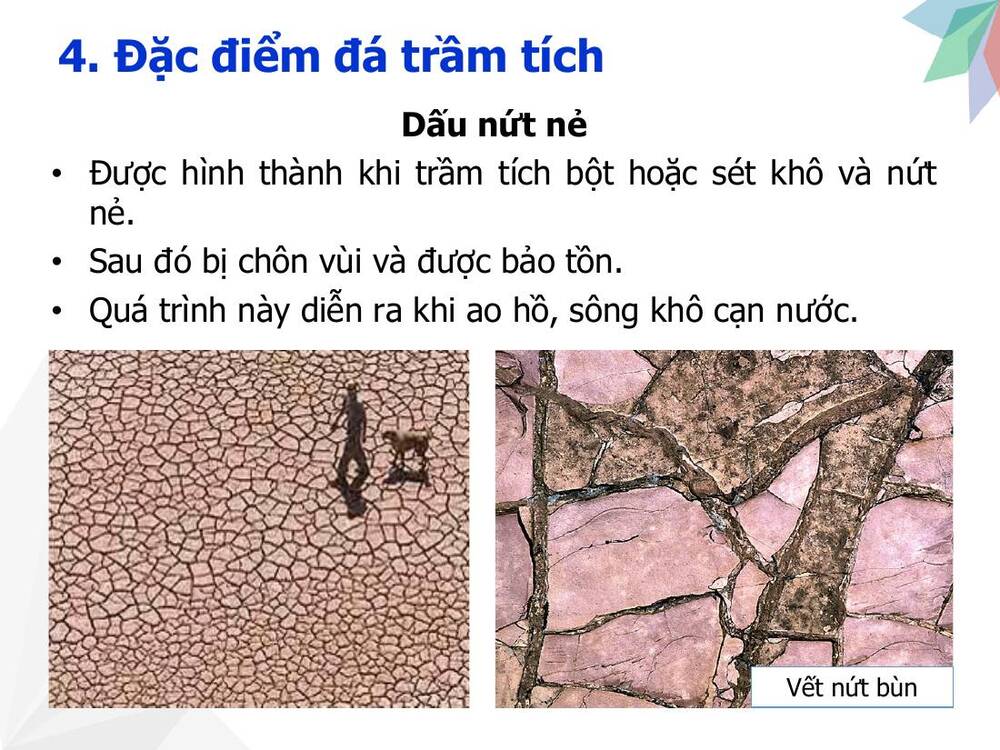 4. Đặc điểm đá trầm tích
Dấu nứt nẻ
• Được hình thành khi trầm tích bột hoặc sét khô và nứt
nẻ.
• Sau đó bị chôn vùi và được bảo tồn.
• Quá trình này diễn ra khi ao hồ, sông khô cạn nước.
Vết nứt bùn